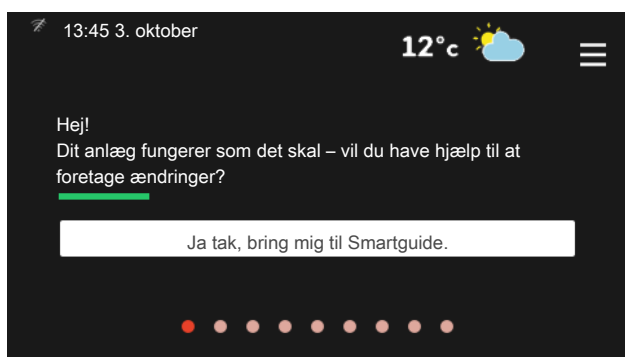 13:45 3. oktober
12°c
Hej!
Dit anlæg fungerer som det skal – vil du have hjælp til at
foretage ændringer?
Ja tak, bring mig til Smartguide.